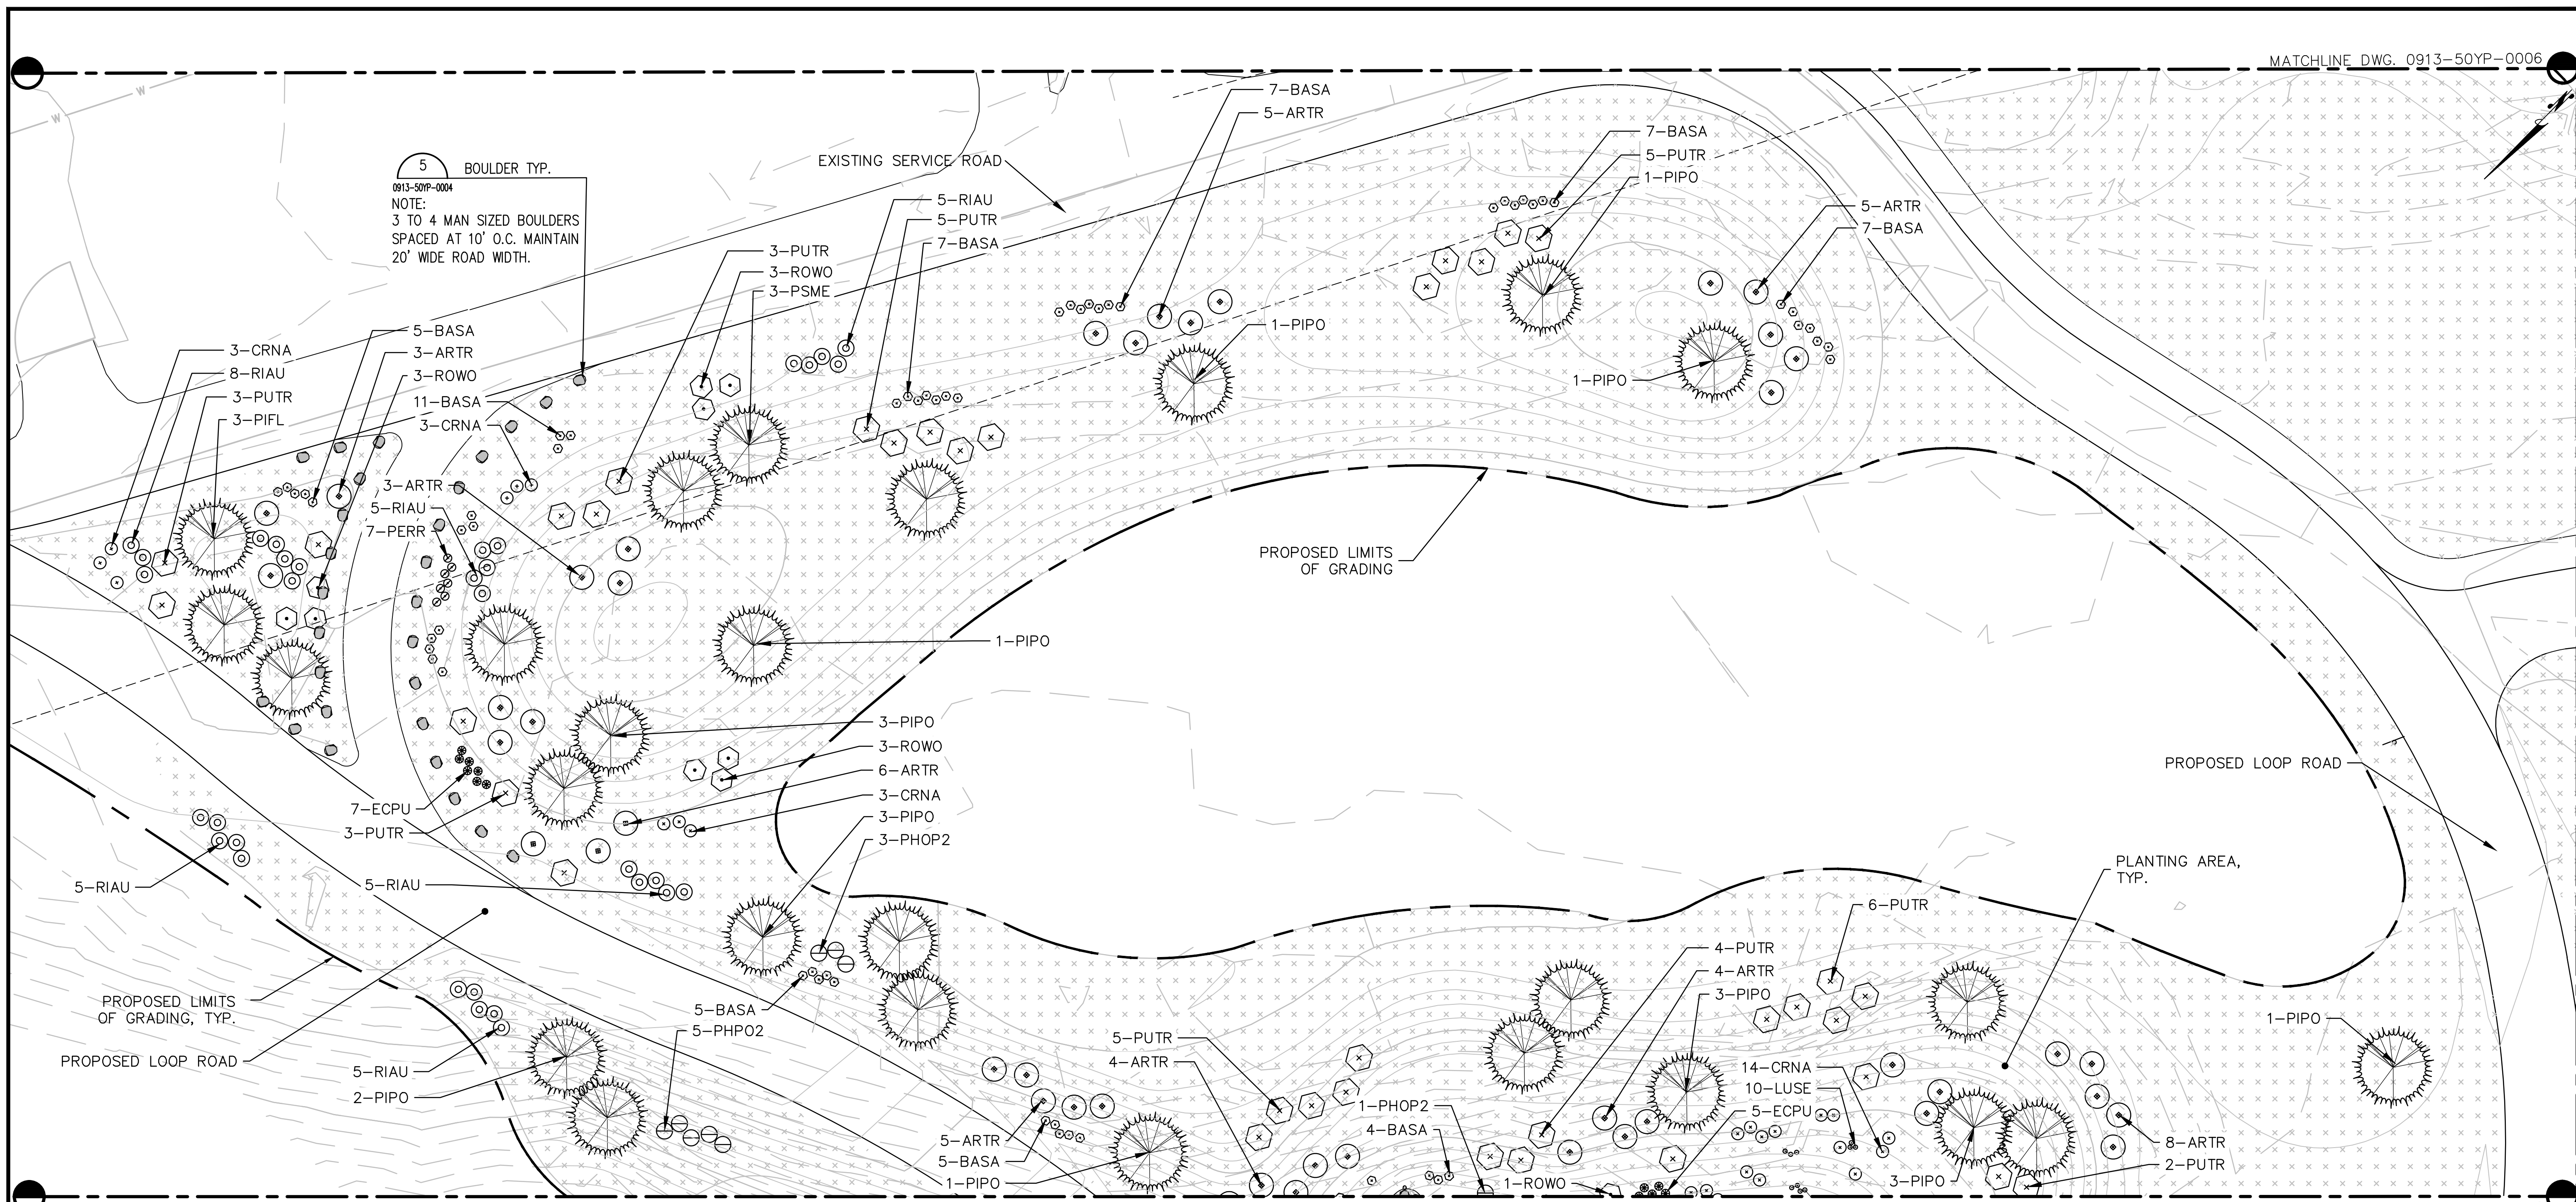 MATCHLINE DWG. 0913-50YP-0006
W
W
5
BOULDER TYP.
0913-50YP-0004
NOTE:
3 TO 4 MAN SIZED BOULDERS
SPACED AT 10' O.C. MAINTAIN
20' WIDE ROAD WIDTH.
EXISTING SERVICE ROAD
7-BASA
5-ARTR
7-BASA
5-PUTR
1-PIPO
5-ARTR
7-BASA
5-RIAU
5-PUTR
7-BASA
3-PUTR
3-ROWO
3-PSME
1-PIPO
1-PIPO
5-BASA
3-ARTR
3-ROWO
11-BASA
3-CRNA
3-CRNA
8-RIAU
3-PUTR
3-PIFL
3-ARTR
5-RIAU
7-PERR
PROPOSED LIMITS
OF GRADING
1-PIPO
3-PIPO
3-ROWO
6-ARTR
3-CRNA
3-PIPO
3-PHOP2
7-ECPU
3-PUTR
5-RIAU
5-RIAU
PROPOSED LOOP ROAD
PLANTING AREA,
TYP.
6-PUTR
4-PUTR
4-ARTR
3-PIPO
PROPOSED LIMITS
OF GRADING, TYP.
PROPOSED LOOP ROAD
5-BASA
5-PHPO2
5-RIAU
2-PIPO
5-PUTR
4-ARTR
1-PIPO
14-CRNA
10-LUSE
5-ECPU
1-PHOP2
4-BASA
5-ARTR
5-BASA
1-PIPO
1-ROWO
8-ARTR
2-PUTR
3-PIPO